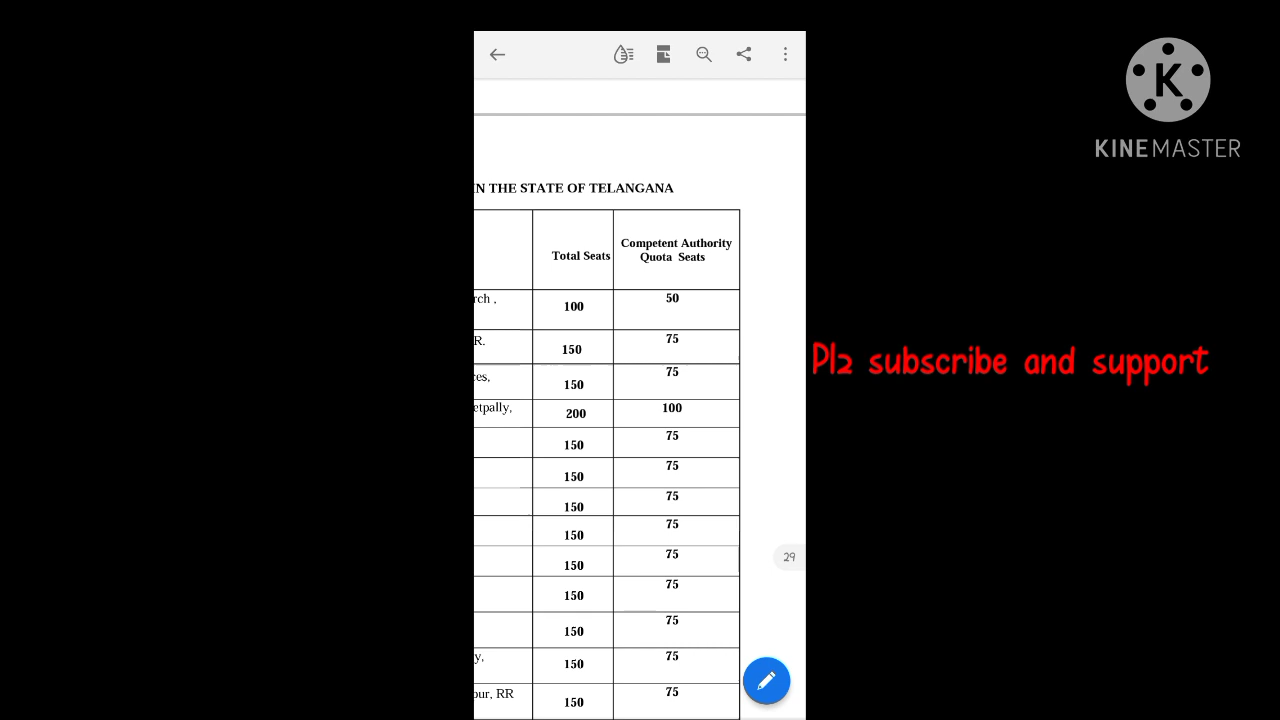 K
KINEMASTER
IN THE STATE OF TELANGANA
Total Seats
Competent Authority
Quota Seats
rch ,
100
50
R.
150
75
ces,
150
75
etpally,
200
100
150
75
150
75
150
75
150
75
150
75
150
75
150
75
y,
150
75
our, RR
150
75
29
Plz subscribe and support